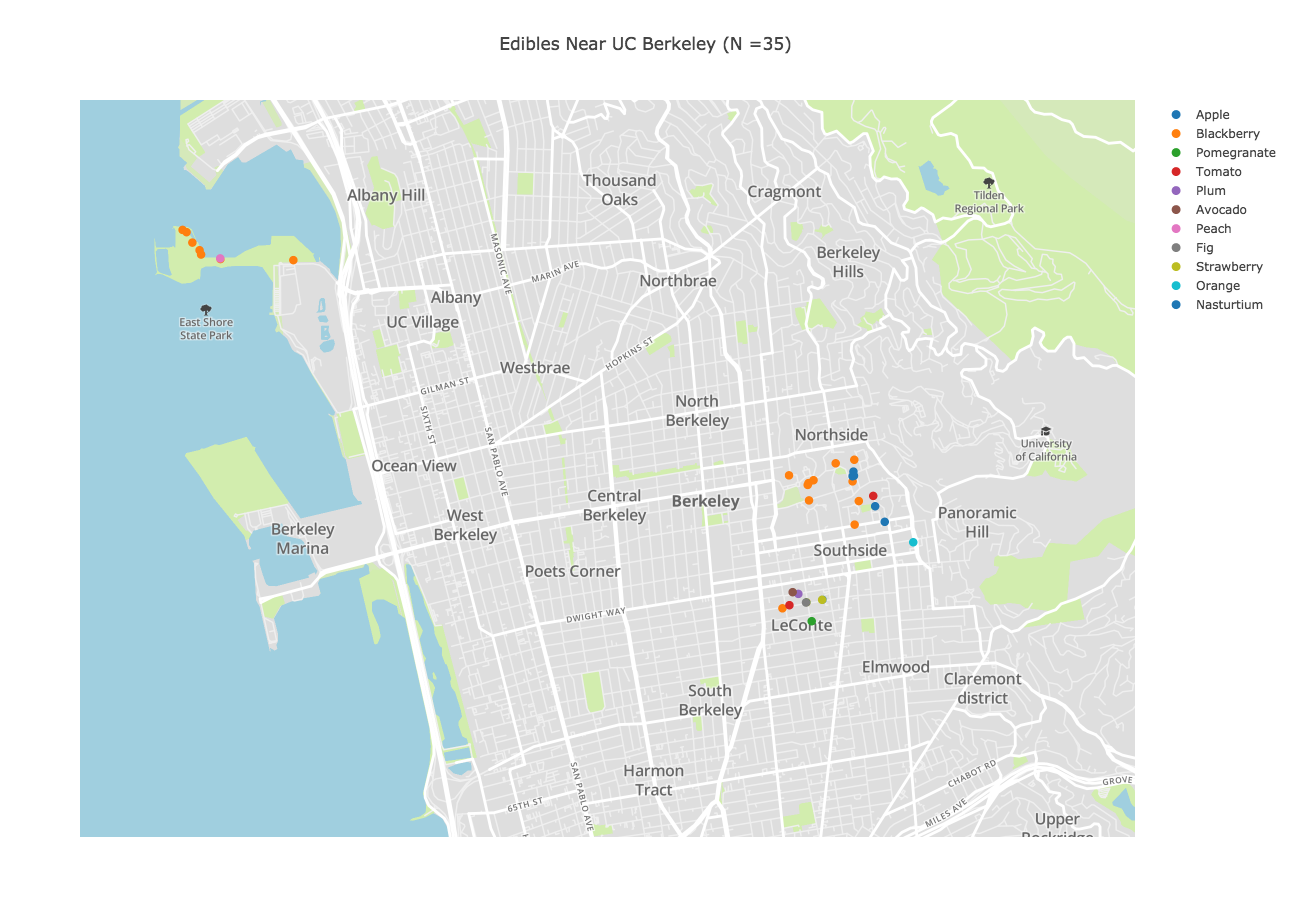 Edibles Near UC Berkeley (N =35)
Apple
Blackberry
Pomegranate
Tomato
Plum
Avocado
Peach
Fig
Strawberry
Orange
Nasturtium
Albany Hill
Thousand
Oaks
Cragmont
Tilden
Regional Park
MASONIC AVE
MARIN AVE
Berkeley
Hills
Northbrae
Albany
UC Village
East Shore
State Park
HOPKINS ST
Westbrae
GILMAN ST
SIXTH ST
SAN PABLO AVE
North
Berkeley
Northside
University
of California
Ocean View
Central
Berkeley
Berkeley
West
Berkeley
Berkeley
Marina
Panoramic
Hill
Southside
Poets Corner
DWIGHT WAY
LeConte
Elmwood
Claremont
district
South
Berkeley
Harmon
Tract
SAN PABLO AVE
65TH ST
CHABOT RD
MILES AVE
GROVE
Upper
Rockridge